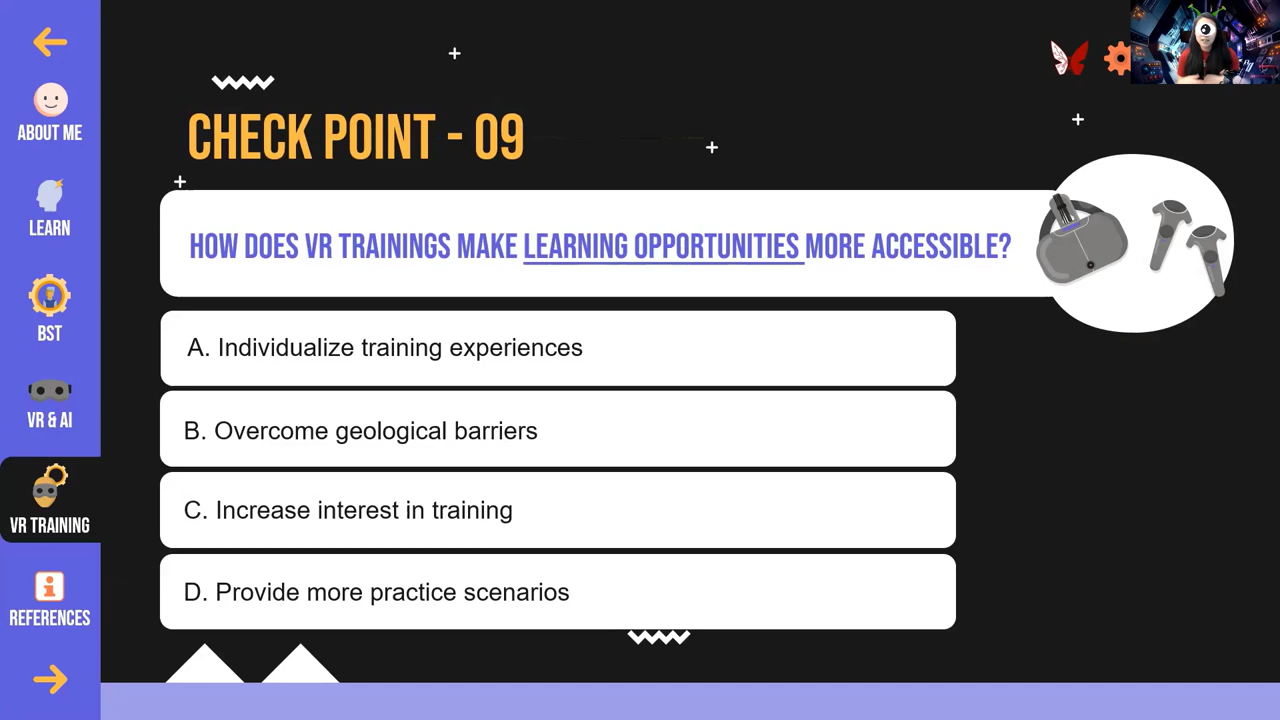 ABOUT ME
LEARN
BST
VR & AI
VR TRAINING
REFERENCES
CHECK POINT - 09
HOW DOES VR TRAININGS MAKE LEARNING OPPORTUNITIES MORE ACCESSIBLE?
A. Individualize training experiences
B. Overcome geological barriers
C. Increase interest in training
D. Provide more practice scenarios